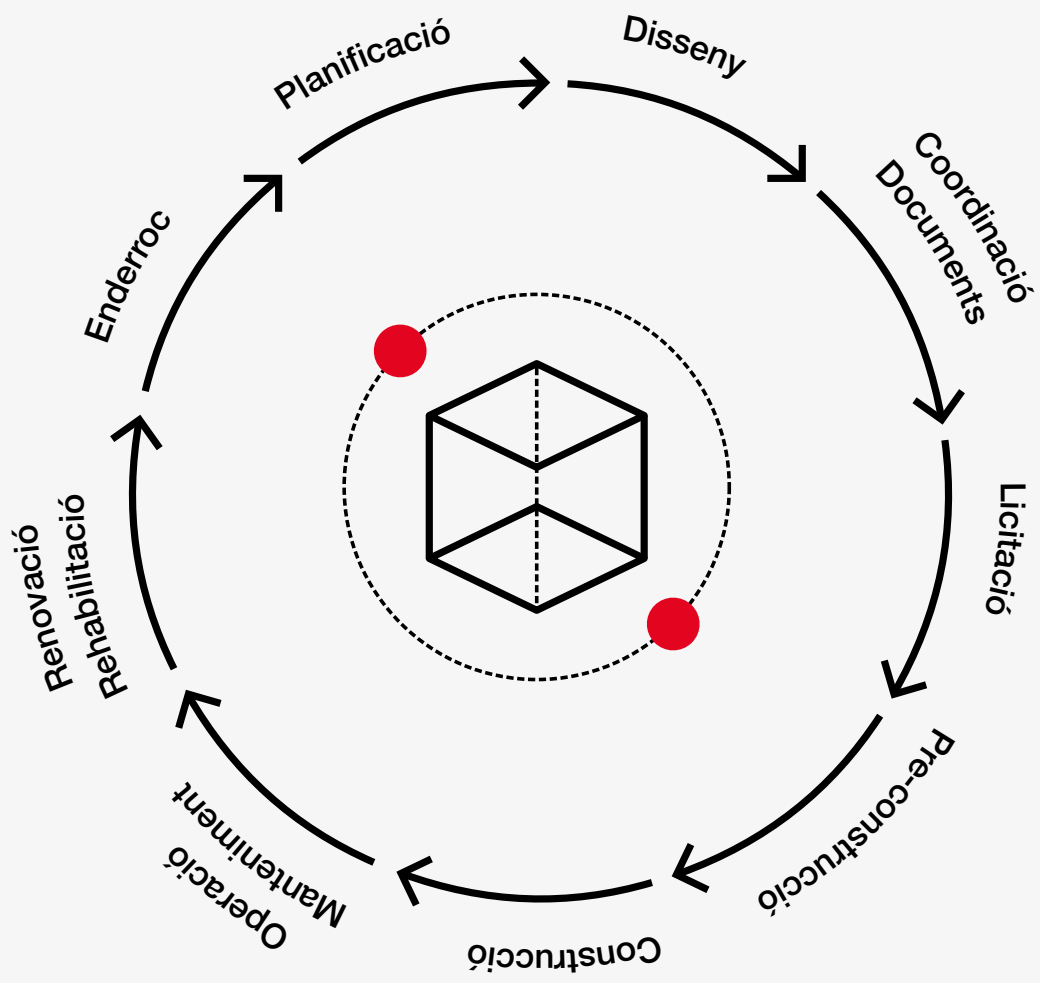 Planificació
Disseny
Coordinació
Documents
Licitació
Pre-construcció
Construcció
Operació
Manteniment
Renovació
Rehabilitació
Enderroc